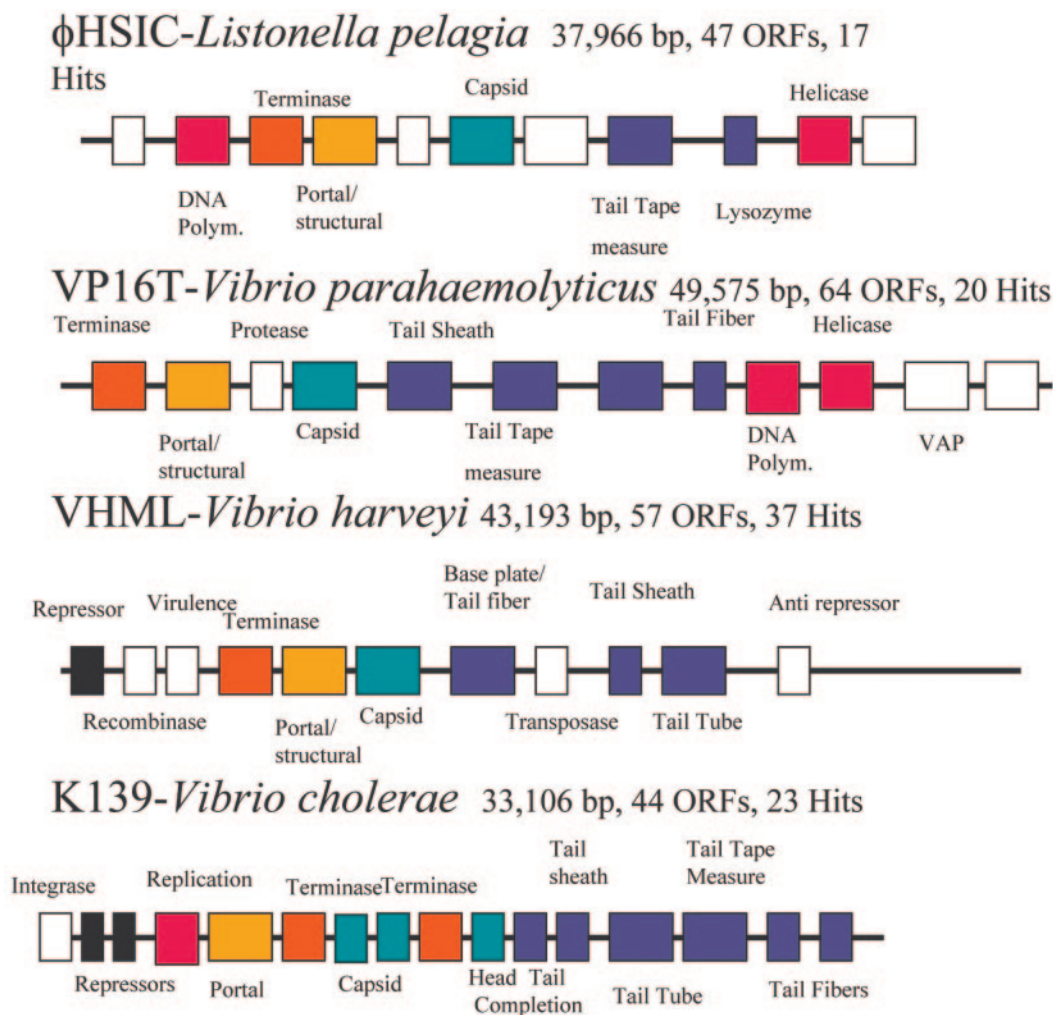 ϕHSIC-Listonella pelagia 37,966 bp, 47 ORFs, 17
Hits
Terminase
Capsid
Helicase
DNA
Polym.
Portal/
structural
Tail Tape
measure
Lysozyme
VP16T-Vibrio parahaemolyticus 49,575 bp, 64 ORFs, 20 Hits
Terminase
Protease
Tail Sheath
Tail Fiber
Helicase
Portal/
structural
Capsid
Tail Tape
measure
DNA
Polym.
VAP
VHML-Vibrio harveyi 43,193 bp, 57 ORFs, 37 Hits
Repressor
Virulence
Terminase
Base plate/
Tail fiber
Tail Sheath
Anti repressor
Recombinase
Portal/
structural
Capsid
Transposase
Tail Tube
K139-Vibrio cholerae 33,106 bp, 44 ORFs, 23 Hits
Integrase
Replication
Terminase
Terminase
Tail
sheath
Tail Tape
Measure
Repressors
Portal
Capsid
Head Tail
Completion
Tail Tube
Tail Fibers